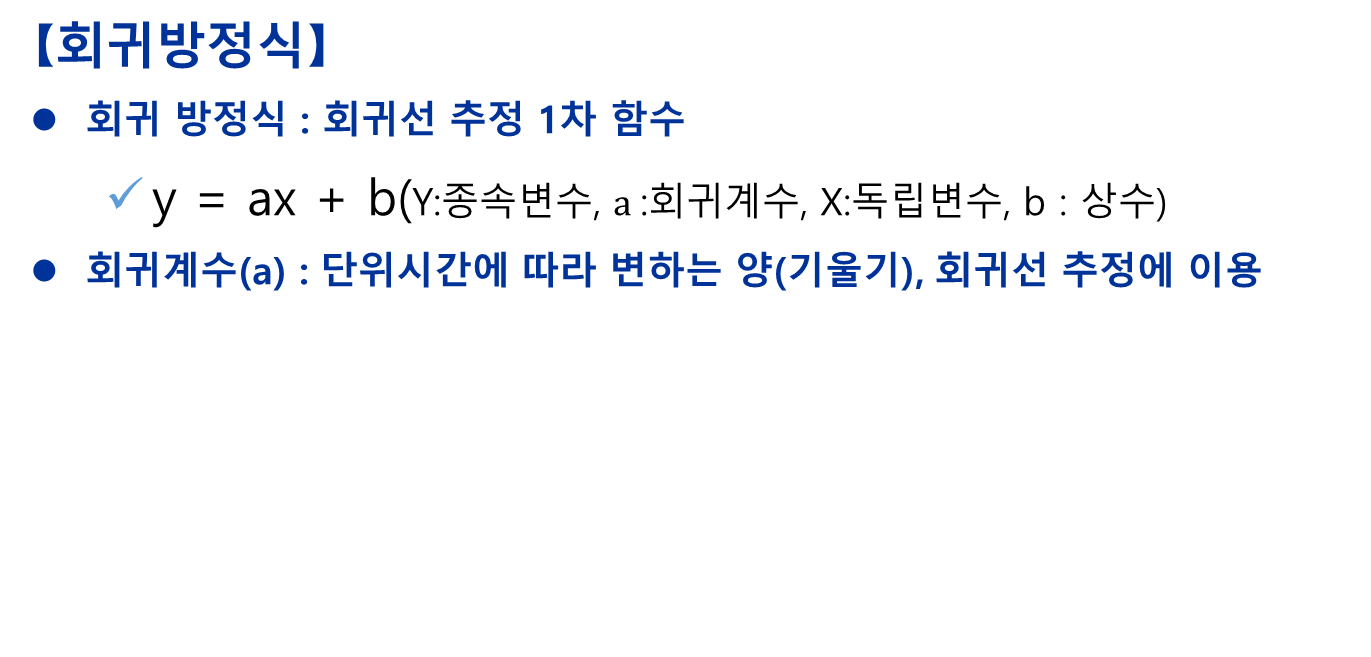 【회귀방정식】
● 회귀 방정식 : 회귀선 추정 1차 함수
✓ y = ax + b(Y:종속변수, a :회귀계수, X:독립변수, b : 상수)
● 회귀계수(a) : 단위시간에 따라 변하는 양(기울기), 회귀선 추정에 이용